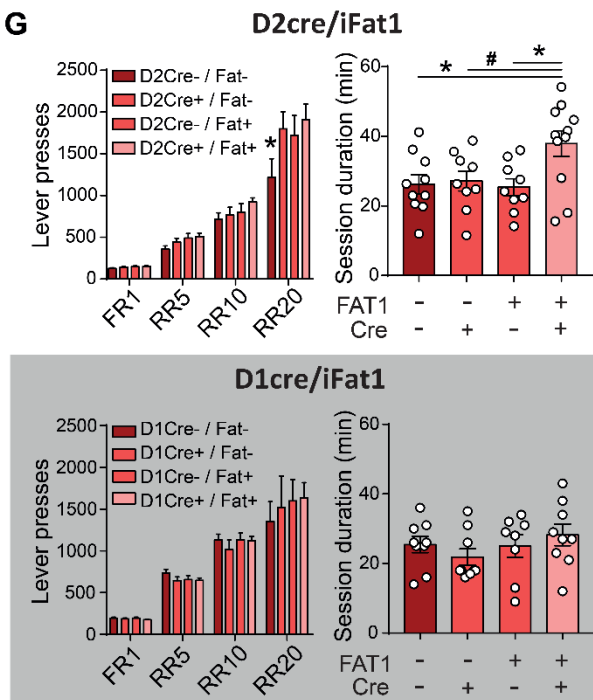 G
D2cre/iFat1
Lever presses
2500
2000
1500
1000
500
0
D2Cre- / Fat-
D2Cre+ / Fat-
D2Cre- / Fat+
D2Cre+ / Fat+
*
FR1
RR5
RR10
RR20
Session duration (min)
60
40
20
0
* # *
FAT1 - - + +
Cre - + - +
D1cre/iFat1
Lever presses
2500
2000
1500
1000
500
0
D1Cre- / Fat-
D1Cre+ / Fat-
D1Cre- / Fat+
D1Cre+ / Fat+
FR1
RR5
RR10
RR20
Session duration (min)
60
40
20
0
FAT1 - - + +
Cre - + - +